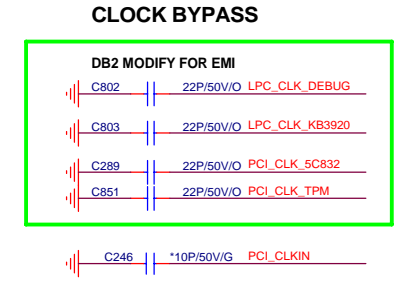 CLOCK BYPASS
DB2 MODIFY FOR EMI
C802 22P/50V/O LPC_CLK_DEBUG
C803 22P/50V/O LPC_CLK_KB3920
C289 22P/50V/O PCI_CLK_5C832
C851 22P/50V/O PCI_CLK_TPM
C246 *10P/50V/G PCI_CLKIN